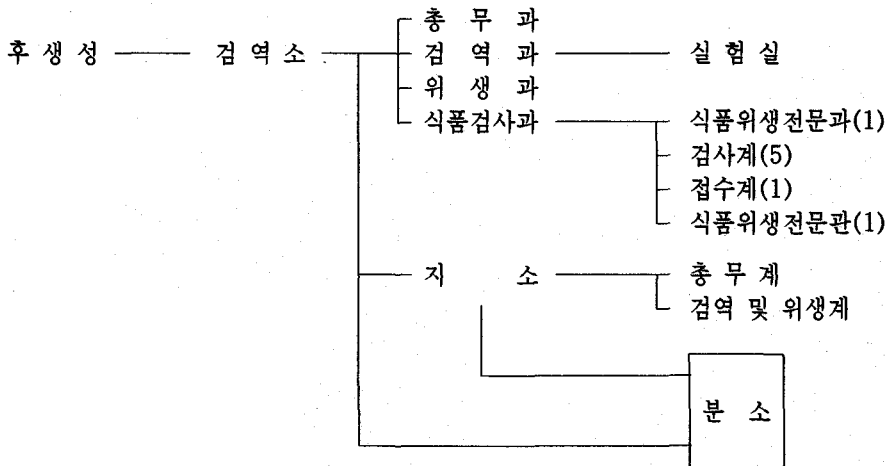 총 무 과
후 생 성 검 역 소 검 역 과 실 험 실
위 생 과
식품검사과 식품위생전문과(1)
검사계(5)
접수계(1)
식품위생전문관(1)
지 소 총 무 계
검역 및 위생계
분 소